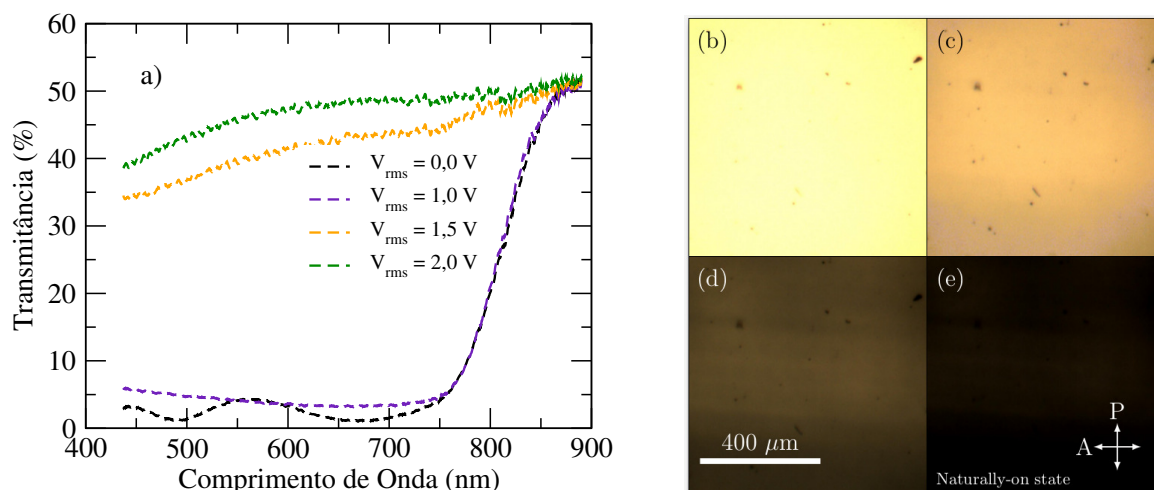 60
50
40
30
20
10
0
Transmitância (%)
a)
V_rms = 0,0 V
V_rms = 1,0 V
V_rms = 1,5 V
V_rms = 2,0 V
400 500 600 700 800 900
Comprimento de Onda (nm)
(b)
(c)
(d)
(e)
400 μm
P
A
Naturally-on state